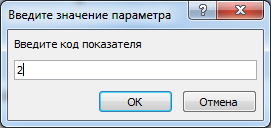 Введите значение параметра
Введите код показателя
2
ОК
Отмена